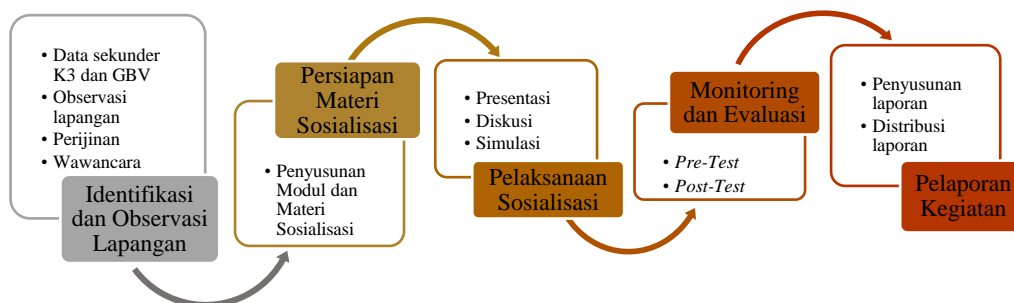 • Data sekunder
K3 dan GBV
• Observasi
lapangan
• Perijinan
• Wawancara
Identifikasi
dan Observasi
Lapangan
Persiapan
Materi
Sosialisasi
• Penyusunan
Modul dan
Materi
Sosialisasi
• Presentasi
• Diskusi
• Simulasi
Pelaksanaan
Sosialisasi
Monitoring
dan Evaluasi
• Pre-Test
• Post-Test
• Penyusunan
laporan
• Distribusi
laporan
Pelaporan
Kegiatan